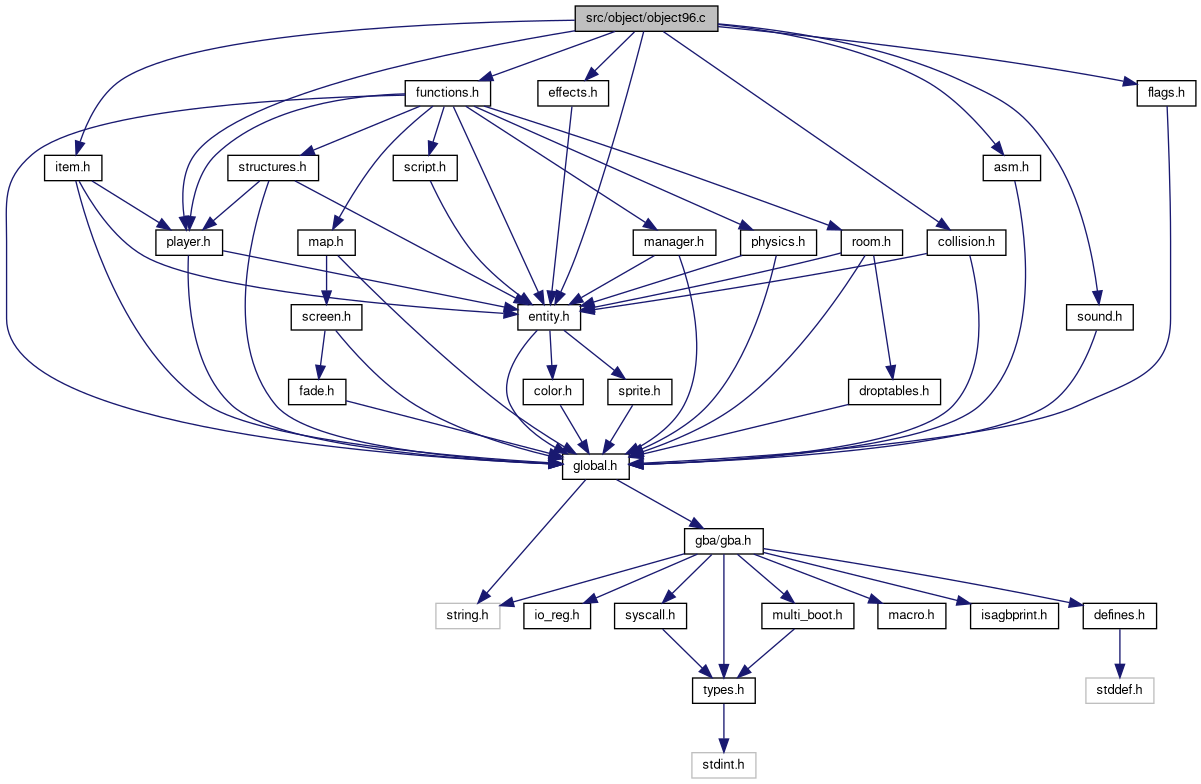 src/object/object96.c
functions.h
effects.h
flags.h
item.h
structures.h
script.h
asm.h
player.h
map.h
manager.h
physics.h
room.h
collision.h
screen.h
entity.h
sound.h
fade.h
color.h
sprite.h
droptables.h
global.h
gba/gba.h
string.h
io_reg.h
syscall.h
multi_boot.h
macro.h
isagbprint.h
defines.h
types.h
stddef.h
stdint.h